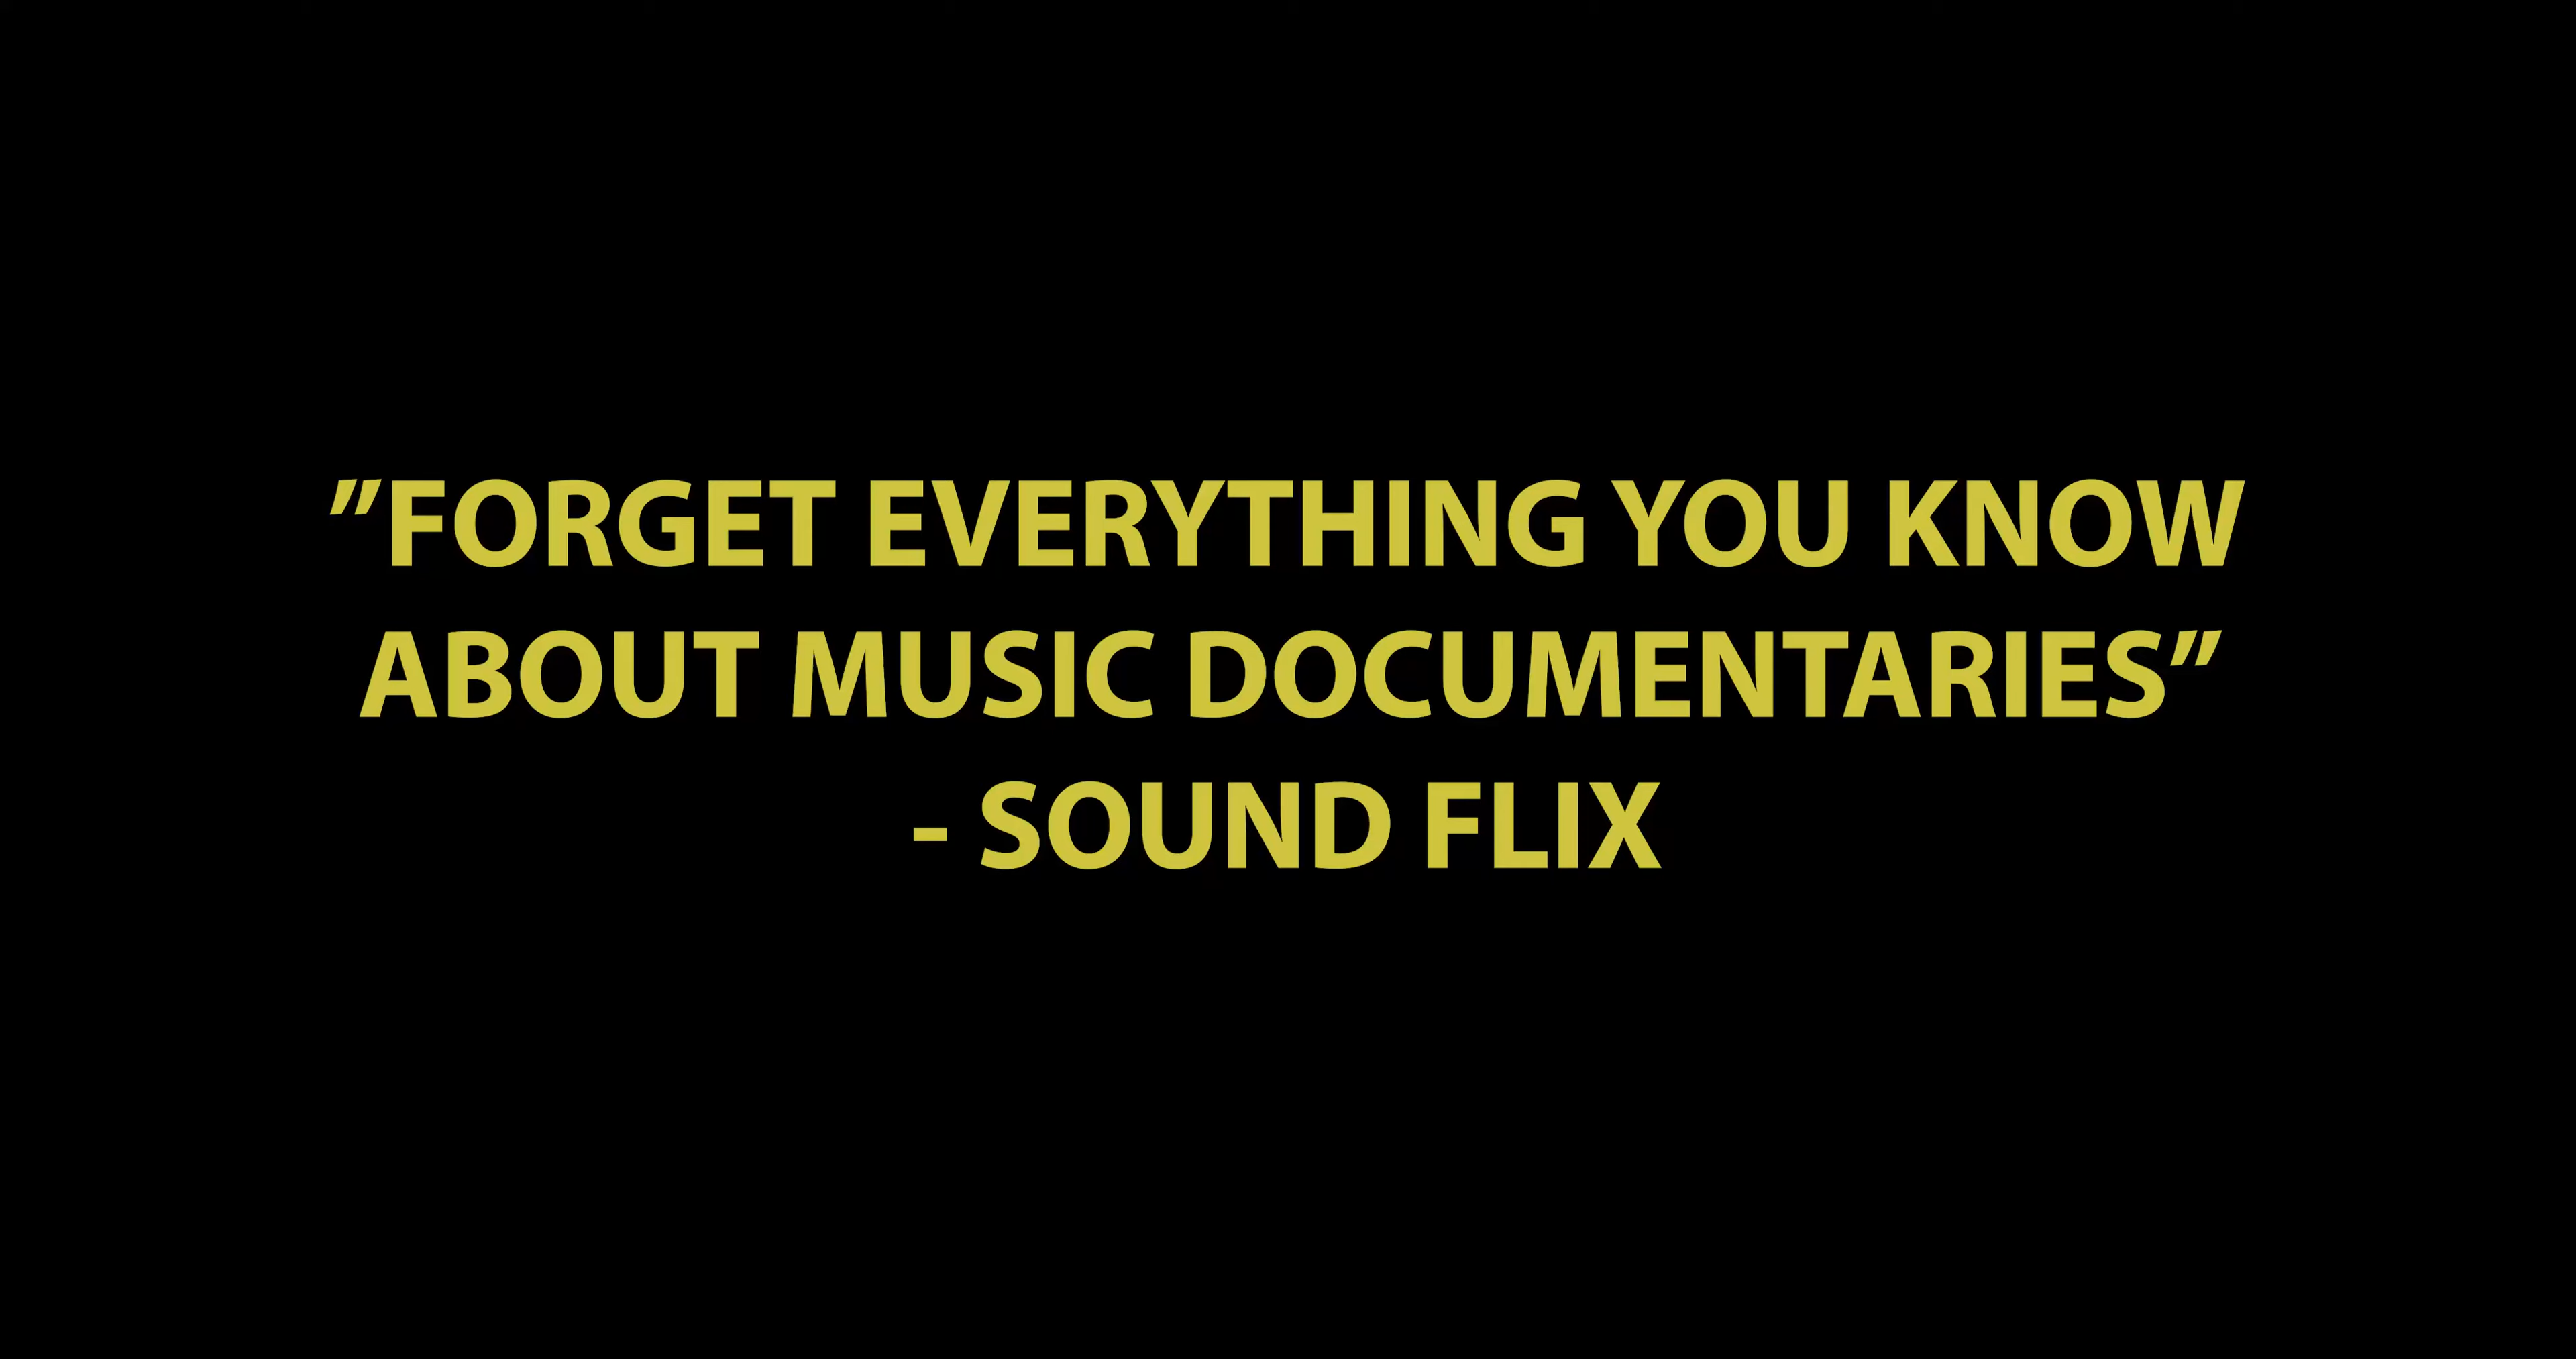 ”FORGET EVERYTHING YOU KNOW
ABOUT MUSIC DOCUMENTARIES”
- SOUND FLIX